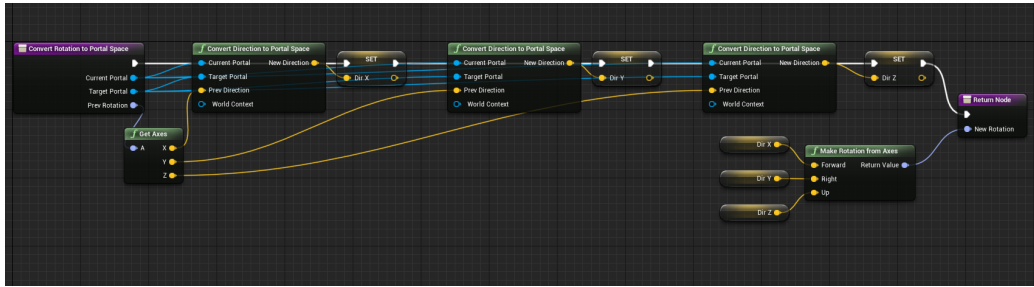 Convert Rotation to Portal Space
Current Portal
Target Portal
Prev Rotation
Convert Direction to Portal Space
Current Portal
New Direction
Target Portal
Prev Direction
World Context
SET
Dir X
Convert Direction to Portal Space
Current Portal
New Direction
Target Portal
Prev Direction
World Context
SET
Dir Y
Convert Direction to Portal Space
Current Portal
New Direction
Target Portal
Prev Direction
World Context
SET
Dir Z
Return Node
New Rotation
Get Axes
A
X
Y
Z
Dir X
Dir Y
Dir Z
Make Rotation from Axes
Forward
Return Value
Right
Up